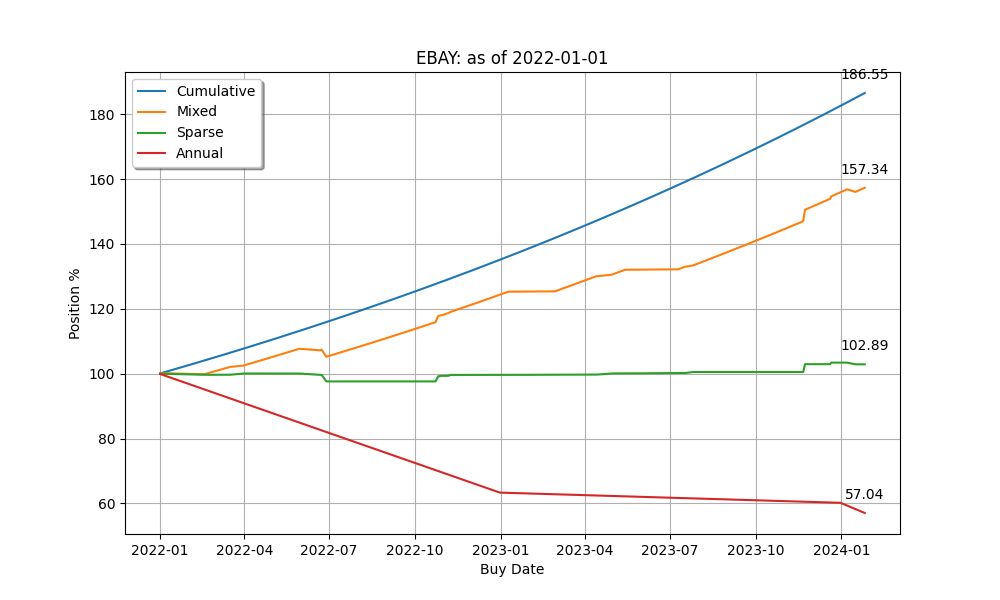 EBAY: as of 2022-01-01
186.55
Cumulative
Mixed
Sparse
Annual
157.34
102.89
57.04
Position %
180
160
140
120
100
80
60
2022-01 2022-04 2022-07 2022-10 2023-01 2023-04 2023-07 2023-10 2024-01
Buy Date